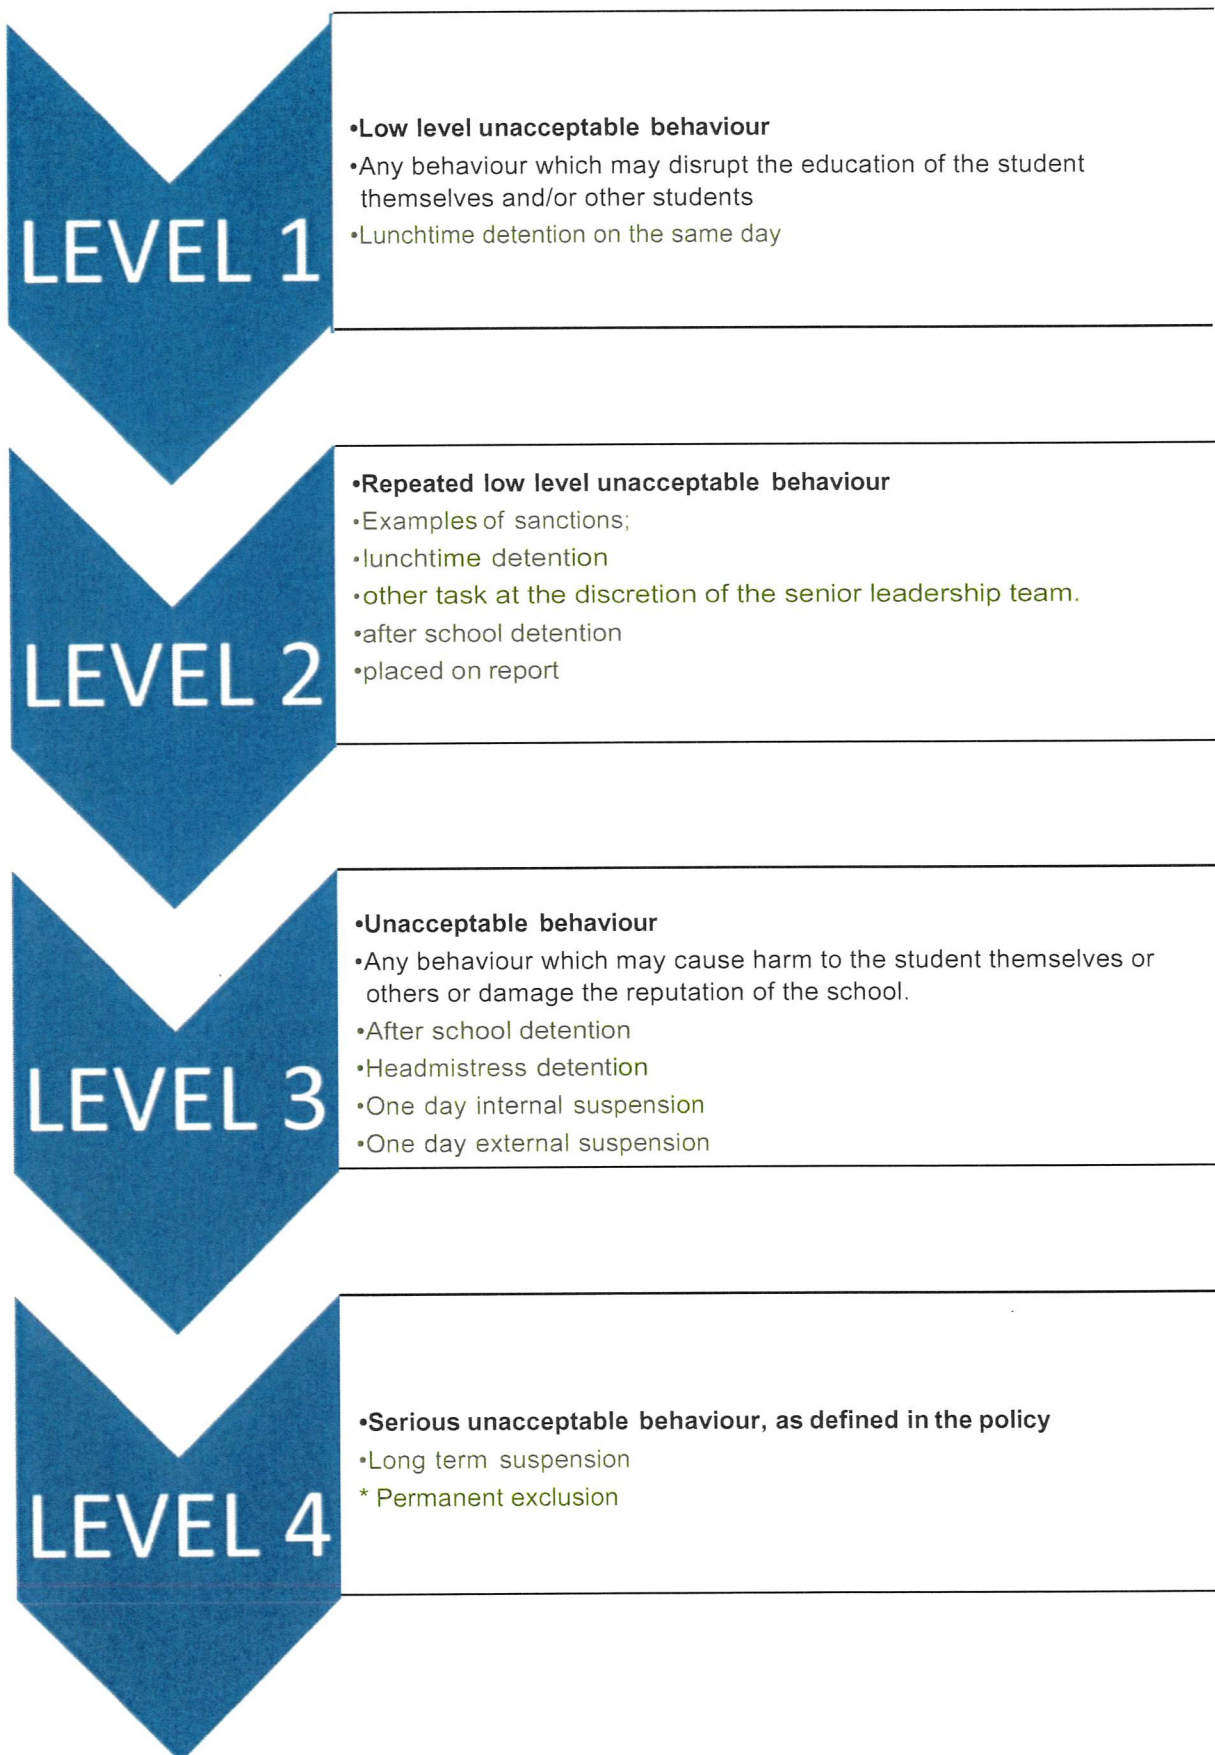 LEVEL 1
•Low level unacceptable behaviour
•Any behaviour which may disrupt the education of the student
themselves and/or other students
•Lunchtime detention on the same day
LEVEL 2
•Repeated low level unacceptable behaviour
•Examples of sanctions;
•lunchtime detention
•other task at the discretion of the senior leadership team.
•after school detention
•placed on report
LEVEL 3
•Unacceptable behaviour
•Any behaviour which may cause harm to the student themselves or
others or damage the reputation of the school.
•After school detention
•Headmistress detention
•One day internal suspension
•One day external suspension
LEVEL 4
•Serious unacceptable behaviour, as defined in the policy
•Long term suspension
* Permanent exclusion